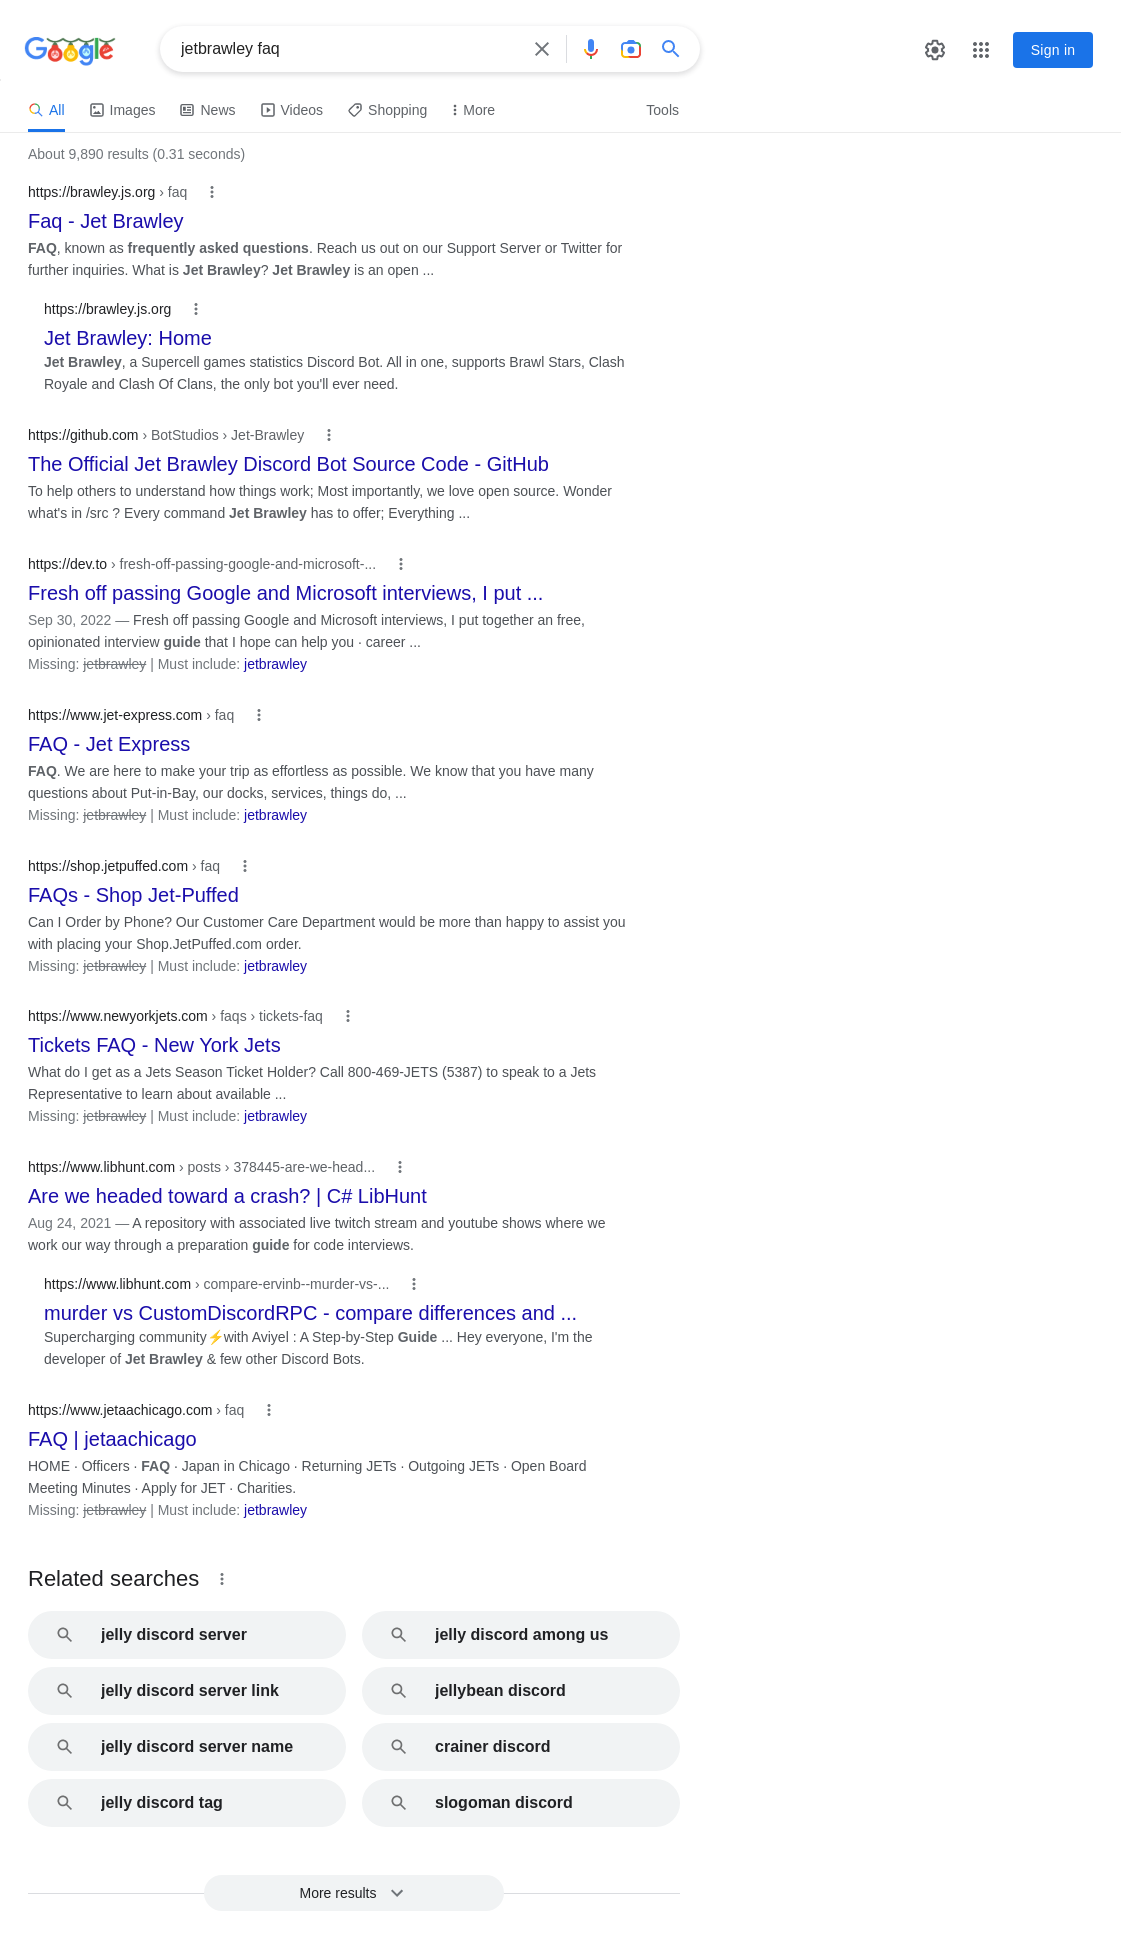 Google
jetbrawley faq
Sign in
All Images News Videos Shopping More Tools
About 9,890 results (0.31 seconds)
https://brawley.js.org › faq
Faq - Jet Brawley
FAQ, known as frequently asked questions. Reach us out on our Support Server or Twitter for
further inquiries. What is Jet Brawley? Jet Brawley is an open ...
https://brawley.js.org
Jet Brawley: Home
Jet Brawley, a Supercell games statistics Discord Bot. All in one, supports Brawl Stars, Clash
Royale and Clash Of Clans, the only bot you'll ever need.
https://github.com › BotStudios › Jet-Brawley
The Official Jet Brawley Discord Bot Source Code - GitHub
To help others to understand how things work; Most importantly, we love open source. Wonder
what's in /src ? Every command Jet Brawley has to offer; Everything ...
https://dev.to › fresh-off-passing-google-and-microsoft-...
Fresh off passing Google and Microsoft interviews, I put ...
Sep 30, 2022 — Fresh off passing Google and Microsoft interviews, I put together an free,
opinionated interview guide that I hope can help you · career ...
Missing: jetbrawley | Must include: jetbrawley
https://www.jet-express.com › faq
FAQ - Jet Express
FAQ. We are here to make your trip as effortless as possible. We know that you have many
questions about Put-in-Bay, our docks, services, things do, ...
Missing: jetbrawley | Must include: jetbrawley
https://shop.jetpuffed.com › faq
FAQs - Shop Jet-Puffed
Can I Order by Phone? Our Customer Care Department would be more than happy to assist you
with placing your Shop.JetPuffed.com order.
Missing: jetbrawley | Must include: jetbrawley
https://www.newyorkjets.com › faqs › tickets-faq
Tickets FAQ - New York Jets
What do I get as a Jets Season Ticket Holder? Call 800-469-JETS (5387) to speak to a Jets
Representative to learn about available ...
Missing: jetbrawley | Must include: jetbrawley
https://www.libhunt.com › posts › 378445-are-we-head...
Are we headed toward a crash? | C# LibHunt
Aug 24, 2021 — A repository with associated live twitch stream and youtube shows where we
work our way through a preparation guide for code interviews.
https://www.libhunt.com › compare-ervinb--murder-vs-...
murder vs CustomDiscordRPC - compare differences and ...
Supercharging community⚡with Aviyel : A Step-by-Step Guide ... Hey everyone, I'm the
developer of Jet Brawley & few other Discord Bots.
https://www.jetaachicago.com › faq
FAQ | jetaachicago
HOME · Officers · FAQ · Japan in Chicago · Returning JETs · Outgoing JETs · Open Board
Meeting Minutes · Apply for JET · Charities.
Missing: jetbrawley | Must include: jetbrawley
Related searches
jelly discord server
jelly discord among us
jelly discord server link
jellybean discord
jelly discord server name
crainer discord
jelly discord tag
slogoman discord
More results